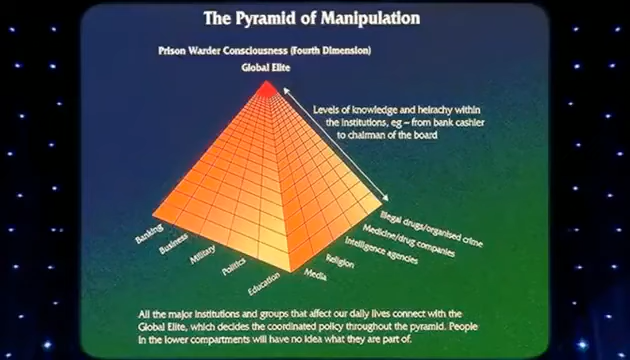 The Pyramid of Manipulation
Prison Warder Consciousness (Fourth Dimension)
Global Elite
Levels of knowledge and heirachy within
the institutions, eg – from bank cashier
to chairman of the board
Banking
Business
Military
Politics
Education
Media
Religion
Intelligence agencies
Medicine/drug companies
Illegal drugs/organised crime
All the major institutions and groups that affect our daily lives connect with the
Global Elite, which decides the coordinated policy throughout the pyramid. People
in the lower compartments will have no idea what they are part of.